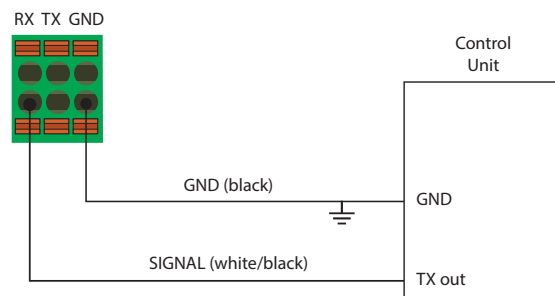 RX TX GND
Control
Unit
GND (black)
GND
SIGNAL (white/black)
TX out